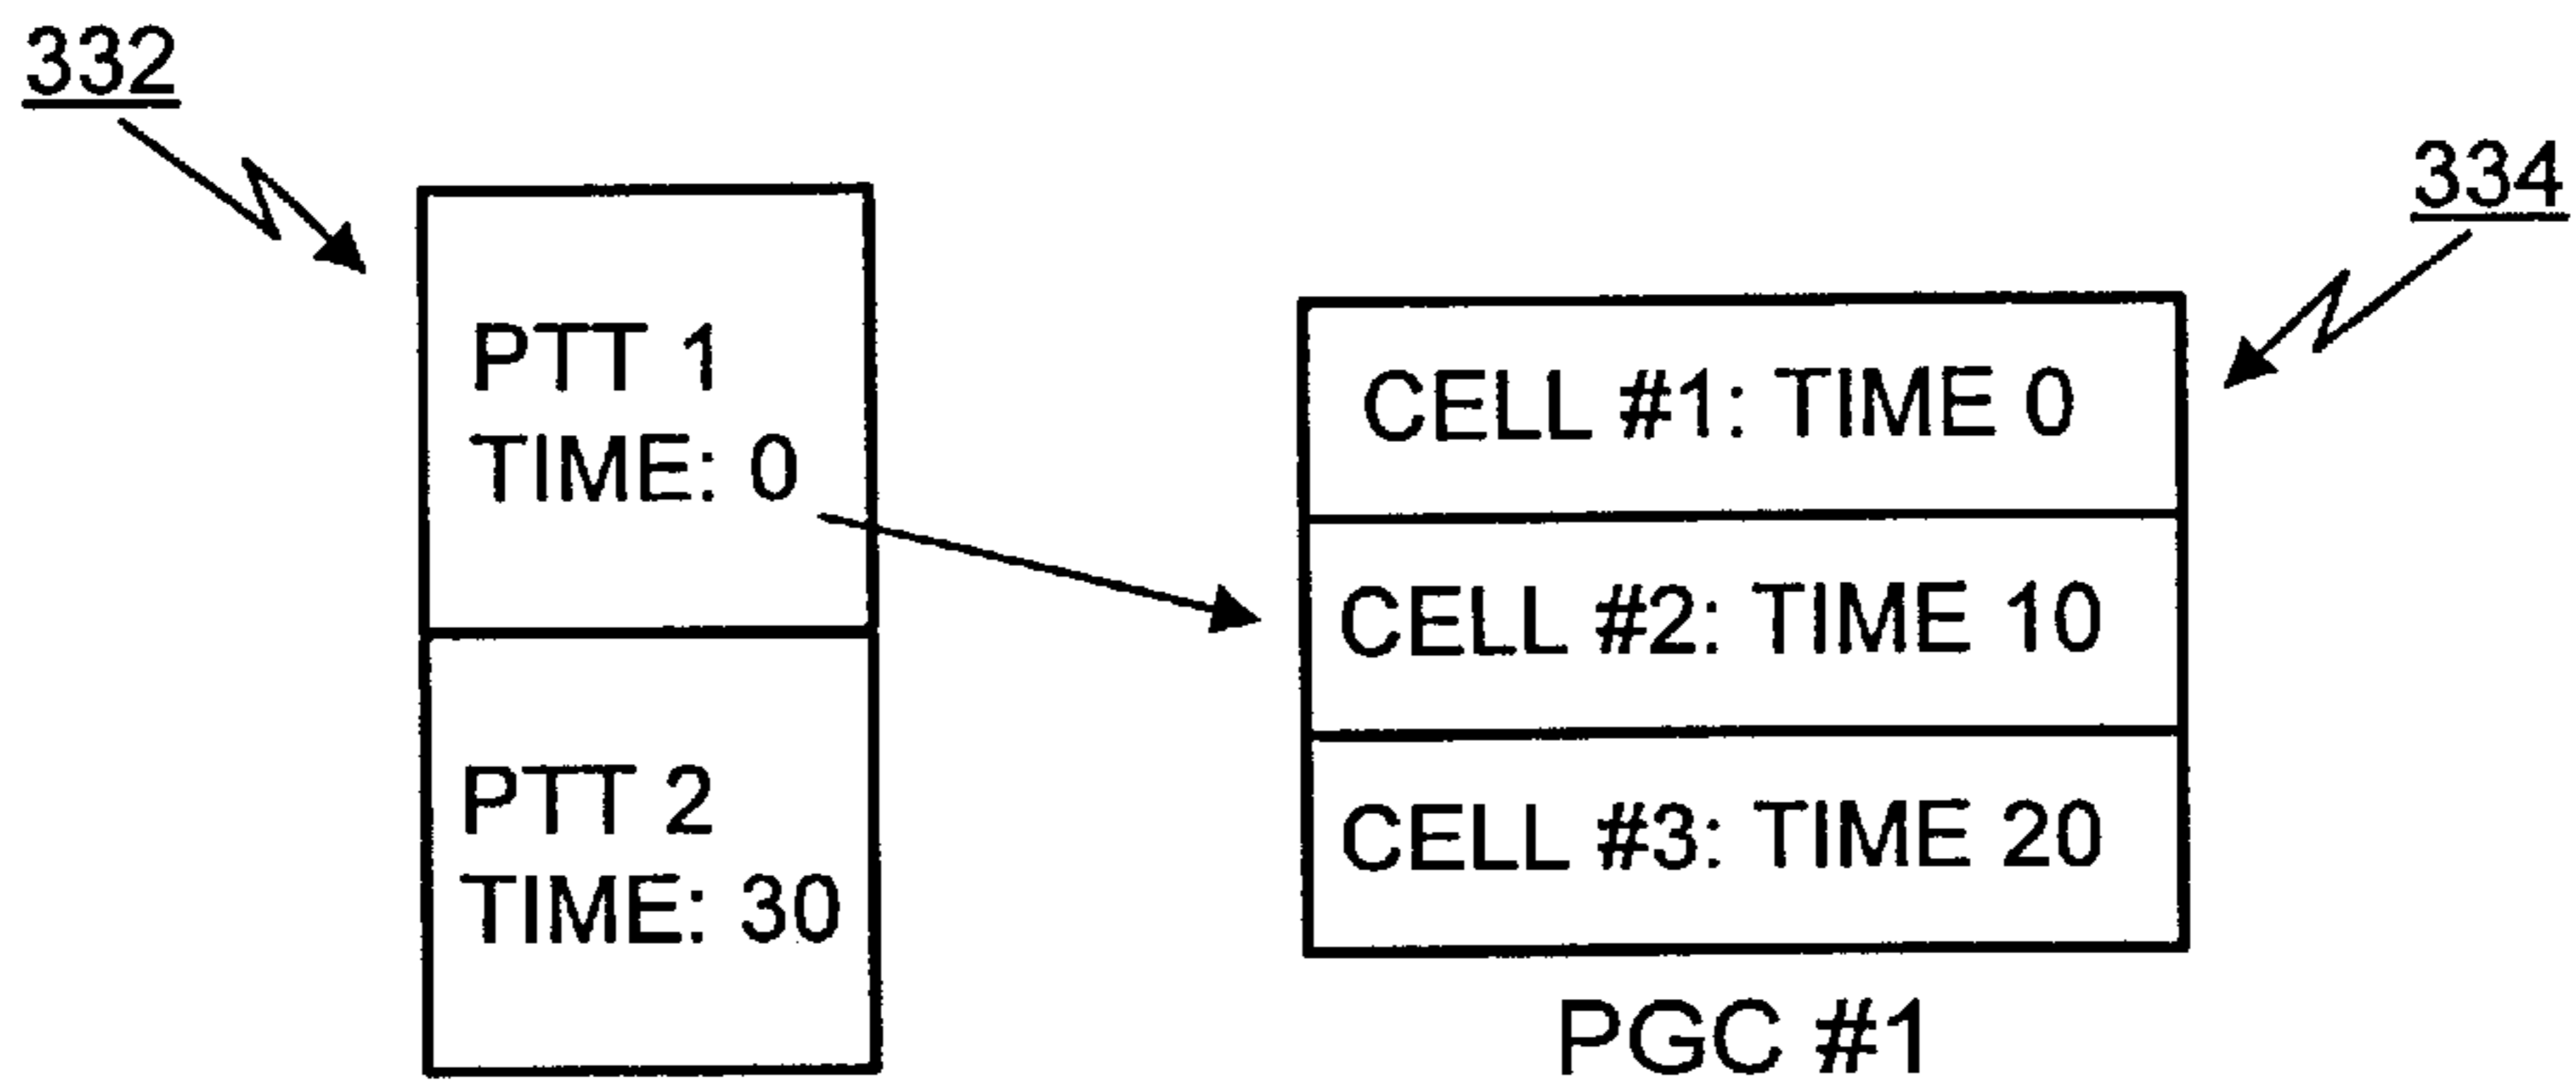 332
334
PTT 1
TIME: 0
PTT 2
TIME: 30
CELL #1: TIME 0
CELL #2: TIME 10
CELL #3: TIME 20
PGC #1